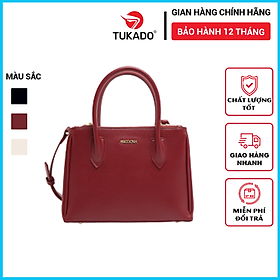 TUKADO
GIAN HÀNG CHÍNH HÃNG
BẢO HÀNH 12 THÁNG
MÀU SẮC
CHẤT LƯỢNG
TỐT
GIAO HÀNG
NHANH
MIỄN PHÍ
ĐỔI TRẢ